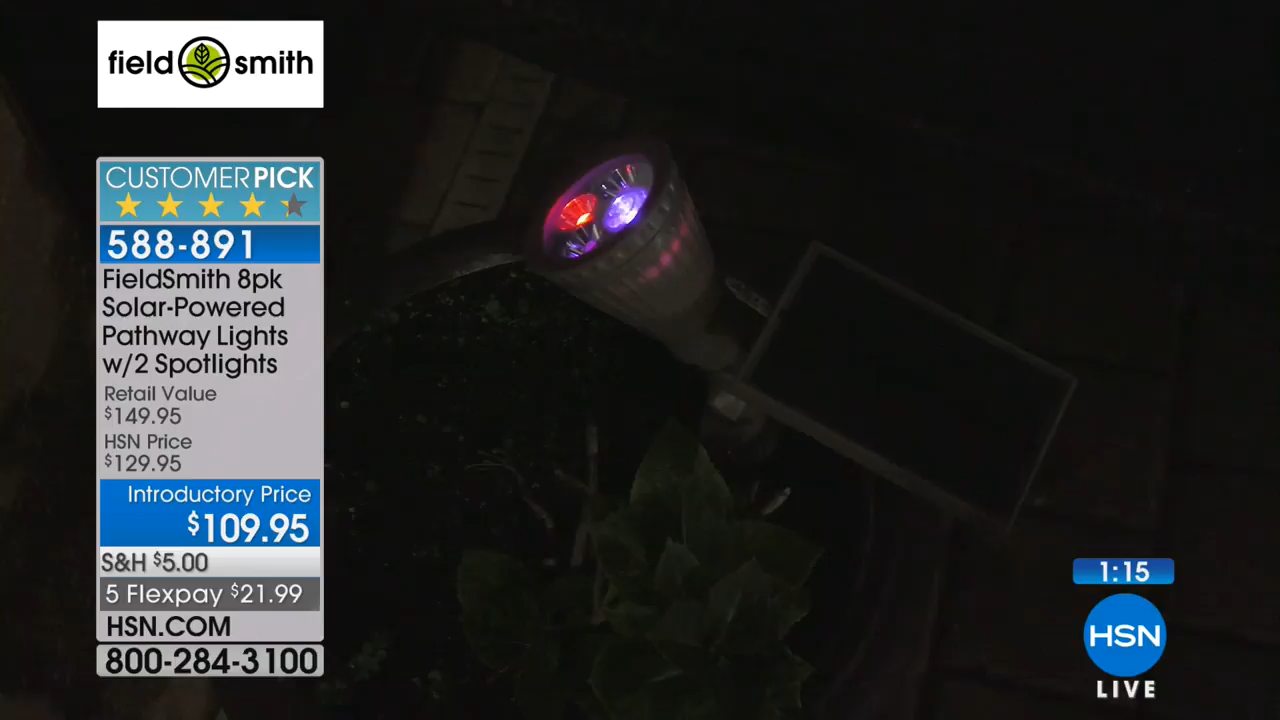 field smith
CUSTOMERPICK
588-891
FieldSmith 8pk
Solar-Powered
Pathway Lights
w/2 Spotlights
Retail Value
$149.95
HSN Price
$129.95
Introductory Price
$109.95
S&H $5.00
5 Flexpay $21.99
HSN.COM
800-284-3100
1:15
HSN
LIVE